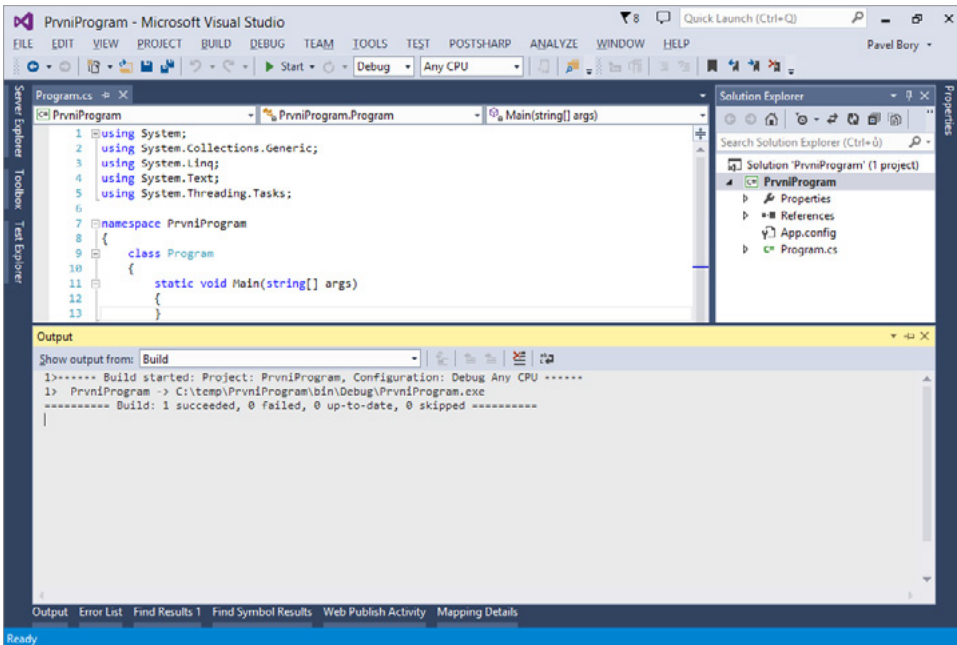 PrvniProgram - Microsoft Visual Studio
8
Quick Launch (Ctrl+Q)
FILE EDIT VIEW PROJECT BUILD DEBUG TEAM TOOLS TEST POSTSHARP ANALYZE WINDOW HELP
Pavel Bory
Start Debug Any CPU
Server Explorer
Toolbox
Test Explorer
Program.cs
PrvniProgram
PrvniProgram.Program
Main(string[] args)
1 using System;
2 using System.Collections.Generic;
3 using System.Linq;
4 using System.Text;
5 using System.Threading.Tasks;
6
7 namespace PrvniProgram
8 {
9 class Program
10 {
11 static void Main(string[] args)
12 {
13 }
Solution Explorer
Search Solution Explorer (Ctrl+ů)
Solution 'PrvniProgram' (1 project)
PrvniProgram
Properties
References
App.config
C# Program.cs
Properties
Output
Show output from: Build
1>------ Build started: Project: PrvniProgram, Configuration: Debug Any CPU ------
1> PrvniProgram -> C:\temp\PrvniProgram\bin\Debug\PrvniProgram.exe
========== Build: 1 succeeded, 0 failed, 0 up-to-date, 0 skipped ==========
Output Error List Find Results 1 Find Symbol Results Web Publish Activity Mapping Details
Ready